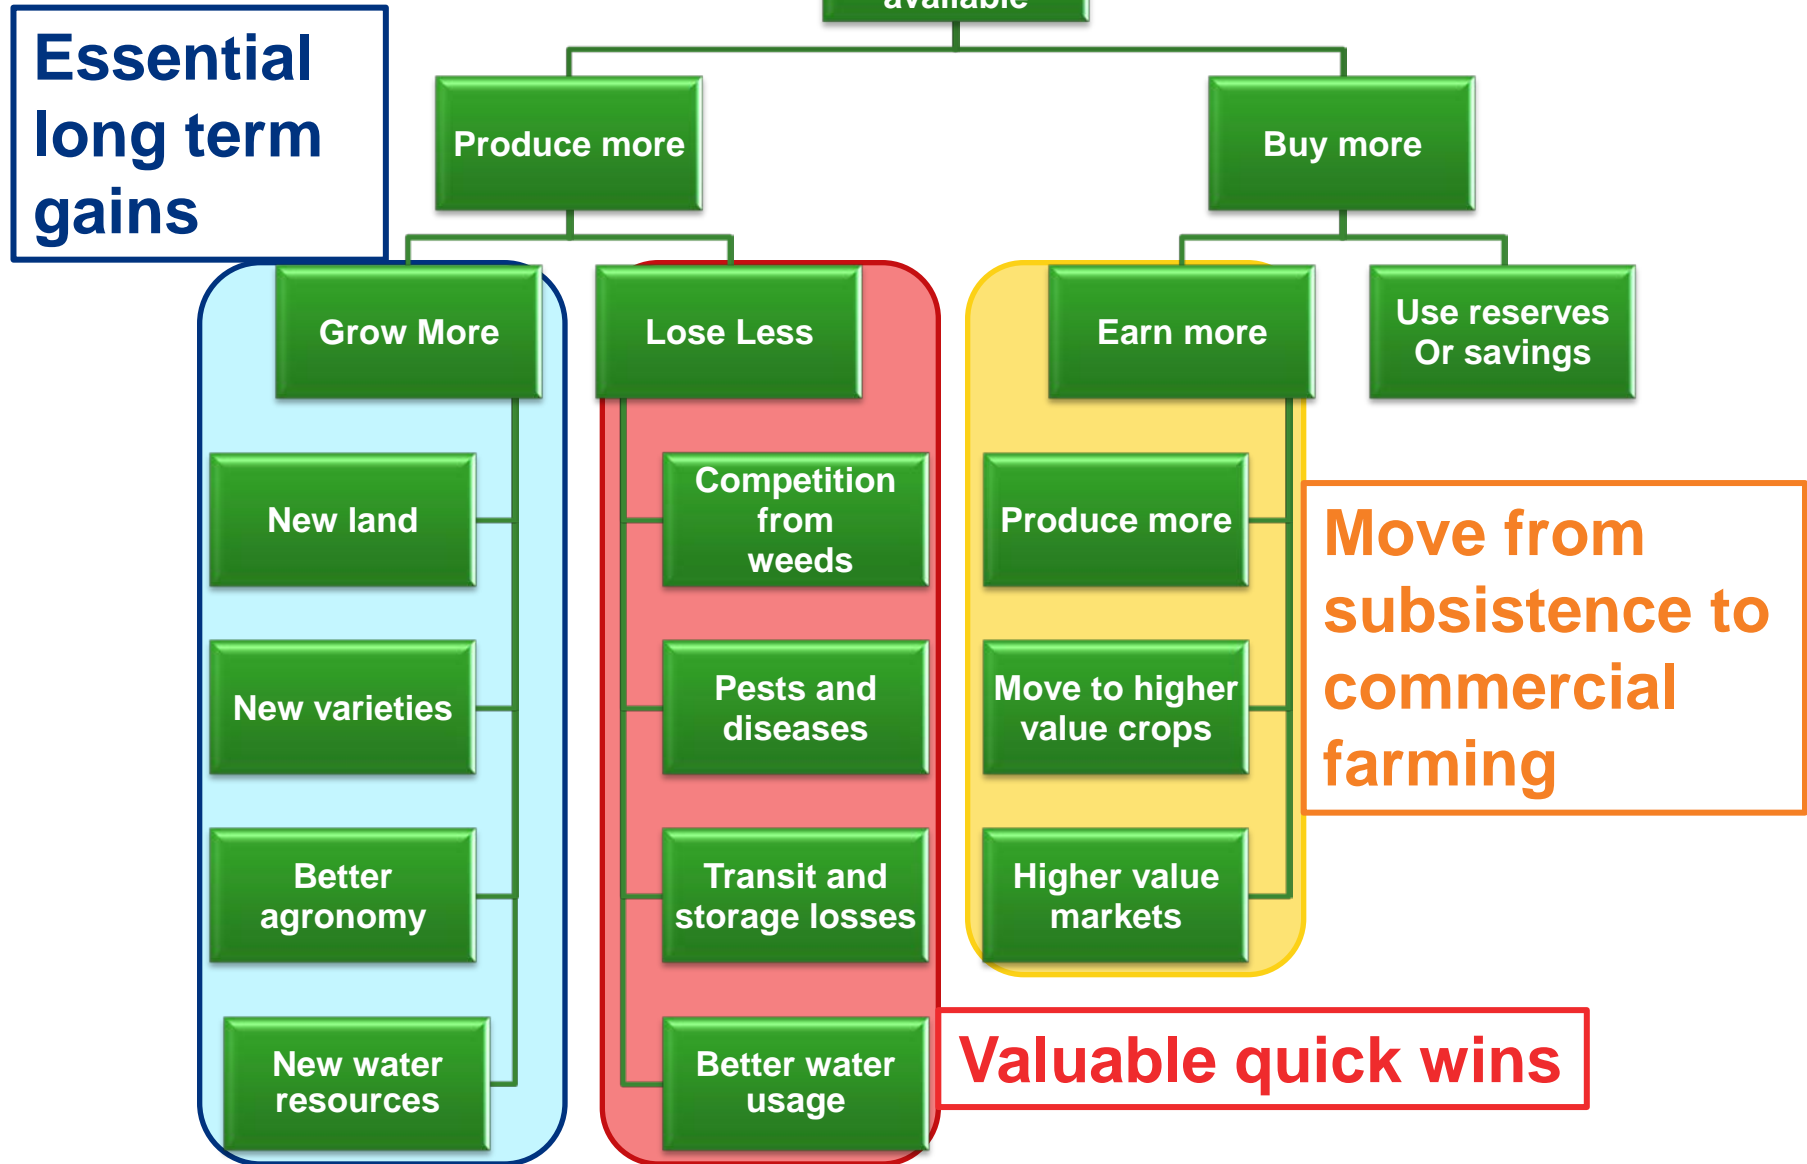 available
Essential
long term
gains
Produce more
Buy more
Grow More
Lose Less
Earn more
Use reserves
Or savings
New land
Competition
from
weeds
Produce more
Move from
subsistence to
commercial
farming
New varieties
Pests and
diseases
Move to higher
value crops
Better
agronomy
Transit and
storage losses
Higher value
markets
New water
resources
Better water
usage
Valuable quick wins